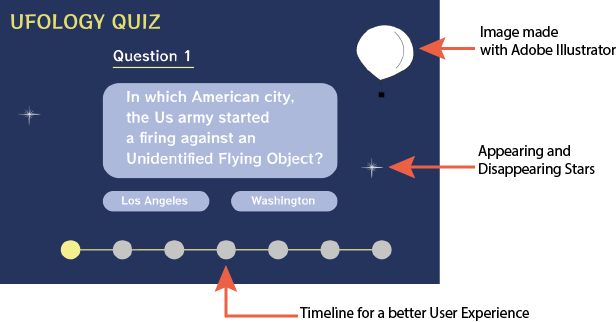 UFOLOGY QUIZ
Question 1
In which American city,
the Us army started
a firing against an
Unidentified Flying Object?
Los Angeles
Washington
Image made
with Adobe Illustrator
Appearing and
Disappearing Stars
Timeline for a better User Experience